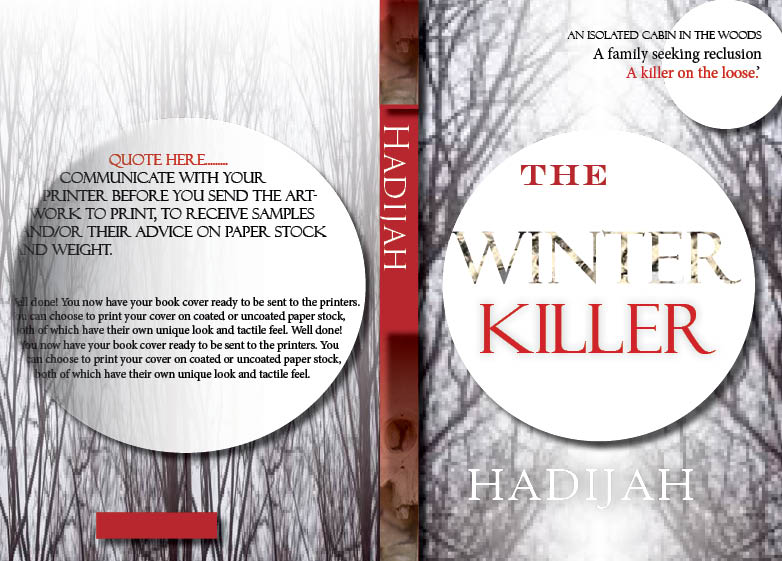 QUOTE HERE.........
COMMUNICATE WITH YOUR
PRINTER BEFORE YOU SEND THE ART-
WORK TO PRINT, TO RECEIVE SAMPLES
AND/OR THEIR ADVICE ON PAPER STOCK
AND WEIGHT.
Well done! You now have your book cover ready to be sent to the printers.
You can choose to print your cover on coated or uncoated paper stock,
both of which have their own unique look and tactile feel. Well done!
You now have your book cover ready to be sent to the printers. You
can choose to print your cover on coated or uncoated paper stock,
both of which have their own unique look and tactile feel.
HADIJAH
AN ISOLATED CABIN IN THE WOODS
A family seeking reclusion
A killer on the loose.’
THE
WINTER
KILLER
HADIJAH